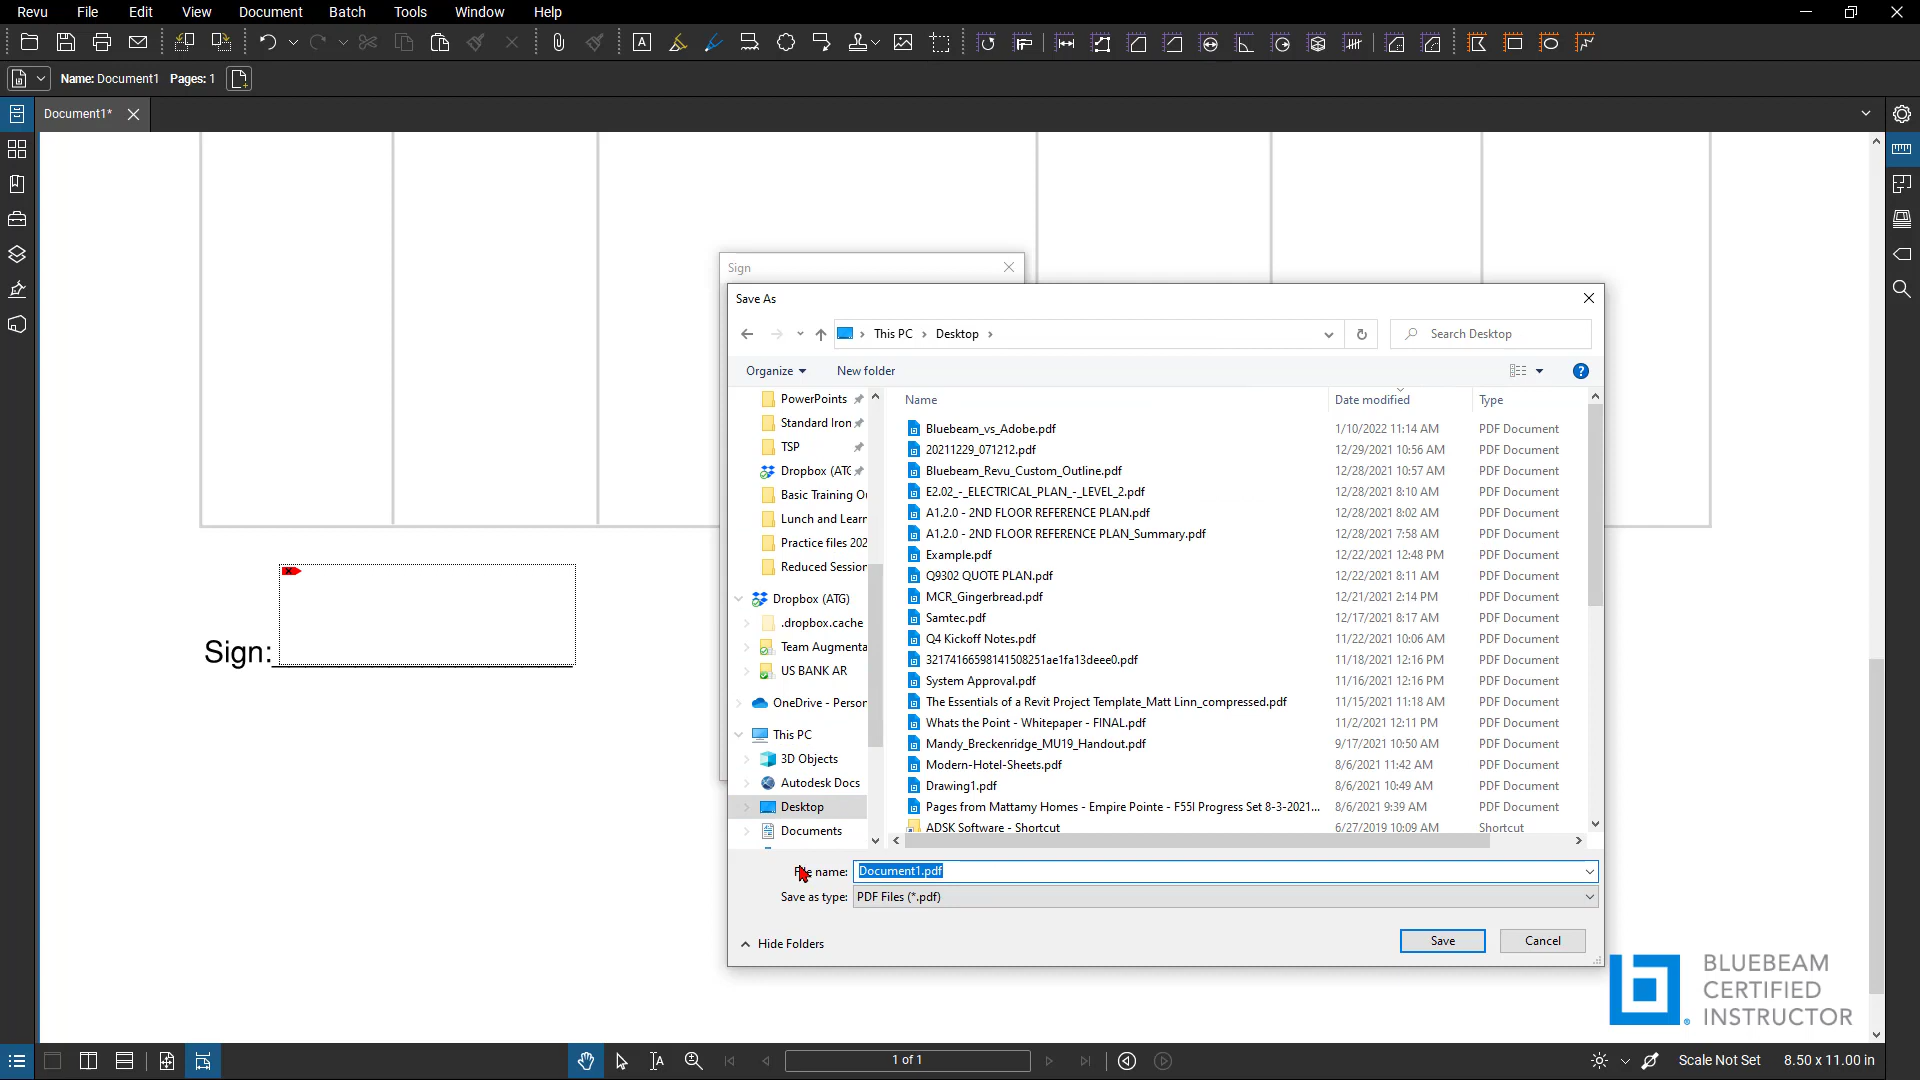 Revu File Edit View Document Batch Tools Window Help
Name: Document1 Pages: 1
Document1*
Sign
Save As
This PC Desktop
Search Desktop
Organize New folder
Name Date modified Type
PowerPoints
Standard Iron
TSP
Dropbox (ATG
Basic Training O
Lunch and Learn
Practice files 202
Reduced Session
Dropbox (ATG)
.dropbox.cache
Team Augmenta
US BANK AR
OneDrive - Person
This PC
3D Objects
Autodesk Docs
Desktop
Documents
Bluebeam_vs_Adobe.pdf 1/10/2022 11:14 AM PDF Document
20211229_071212.pdf 12/29/2021 10:56 AM PDF Document
Bluebeam_Revu_Custom_Outline.pdf 12/28/2021 10:57 AM PDF Document
E2.02_-_ELECTRICAL_PLAN_-_LEVEL_2.pdf 12/28/2021 8:10 AM PDF Document
A1.2.0 - 2ND FLOOR REFERENCE PLAN.pdf 12/28/2021 8:02 AM PDF Document
A1.2.0 - 2ND FLOOR REFERENCE PLAN_Summary.pdf 12/28/2021 7:58 AM PDF Document
Example.pdf 12/22/2021 12:48 PM PDF Document
Q9302 QUOTE PLAN.pdf 12/22/2021 8:11 AM PDF Document
MCR_Gingerbread.pdf 12/21/2021 2:14 PM PDF Document
Samtec.pdf 12/17/2021 8:17 AM PDF Document
Q4 Kickoff Notes.pdf 11/22/2021 10:06 AM PDF Document
32174166598141508251ae1fa13deee0.pdf 11/18/2021 12:16 PM PDF Document
System Approval.pdf 11/16/2021 12:16 PM PDF Document
The Essentials of a Revit Project Template_Matt Linn_compressed.pdf 11/15/2021 11:18 AM PDF Document
Whats the Point - Whitepaper - FINAL.pdf 11/2/2021 12:11 PM PDF Document
Mandy_Breckenridge_MU19_Handout.pdf 9/17/2021 10:50 AM PDF Document
Modern-Hotel-Sheets.pdf 8/6/2021 11:42 AM PDF Document
Drawing1.pdf 8/6/2021 10:49 AM PDF Document
Pages from Mattamy Homes - Empire Pointe - F55I Progress Set 8-3-2021... 8/6/2021 9:39 AM PDF Document
ADSK Software - Shortcut 6/27/2019 10:09 AM Shortcut
Sign:
File name: Document1.pdf
Save as type: PDF Files (*.pdf)
Hide Folders Save Cancel
BLUEBEAM
CERTIFIED
INSTRUCTOR
1 of 1 Scale Not Set 8.50 x 11.00 in